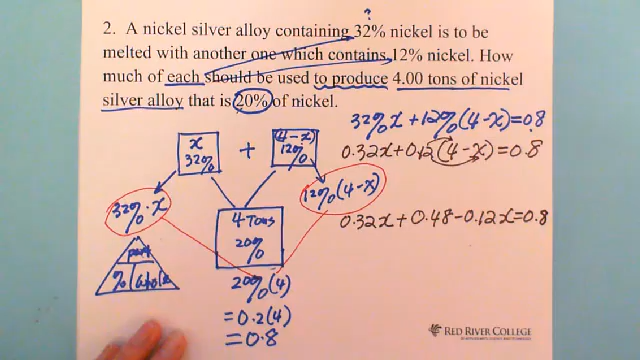 ?
2. A nickel silver alloy containing 32% nickel is to be
melted with another one which contains 12% nickel. How
much of each should be used to produce 4.00 tons of nickel
silver alloy that is 20% of nickel.
32%x + 12%(4-x) = 0.8
x
32%
+
(4-x)
12%
0.32x + 0.12(4-x) = 0.8
32%·x
12%(4-x)
4 Tons
20%
0.32x + 0.48 - 0.12x = 0.8
part
% whole
20%(4)
= 0.2(4)
= 0.8
RED RIVER COLLEGE